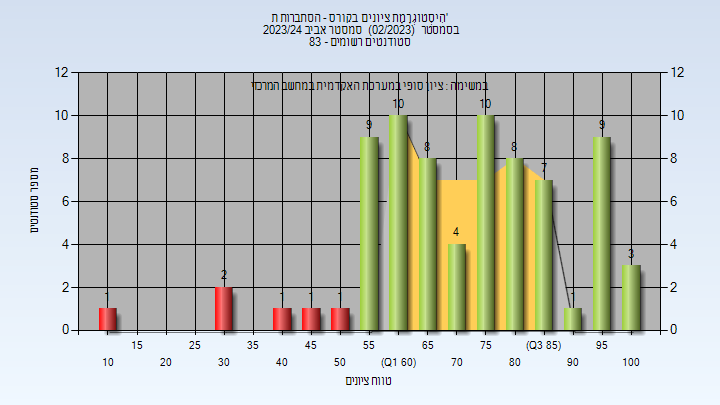 היסטוגרמת ציונים בקורס - הסתברות ת'
בסמסטר (02/2023) סמסטר אביב 2023/24
סטודנטים רשומים - 83
במשימה : ציון סופי במערכת האקדמית במחשב המרכזי
מספר סטודנטים
12 12
10 10
8 8
6 6
4 4
2 2
0 0
1 2 1 1 1 9 10 8 4 10 8 7 1 9 3
15 25 35 45 55 65 75 (Q3 85) 95
10 20 30 40 50 (Q1 60) 70 80 90 100
טווח ציונים